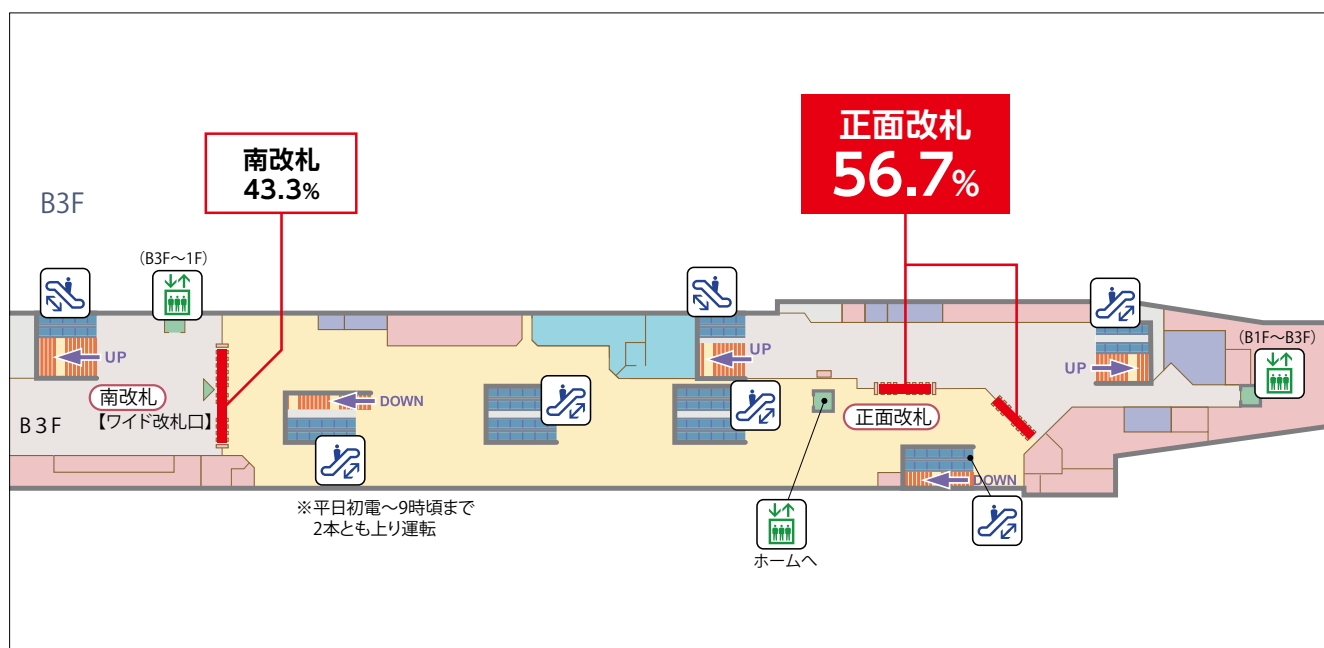 正面改札
56.7%
南改札
43.3%
B3F
(B3F〜1F)
(B1F〜B3F)
UP
UP
UP
南改札
【ワイド改札口】
B3F
DOWN
正面改札
DOWN
※平日初電〜9時頃まで
2本とも上り運転
ホームへ